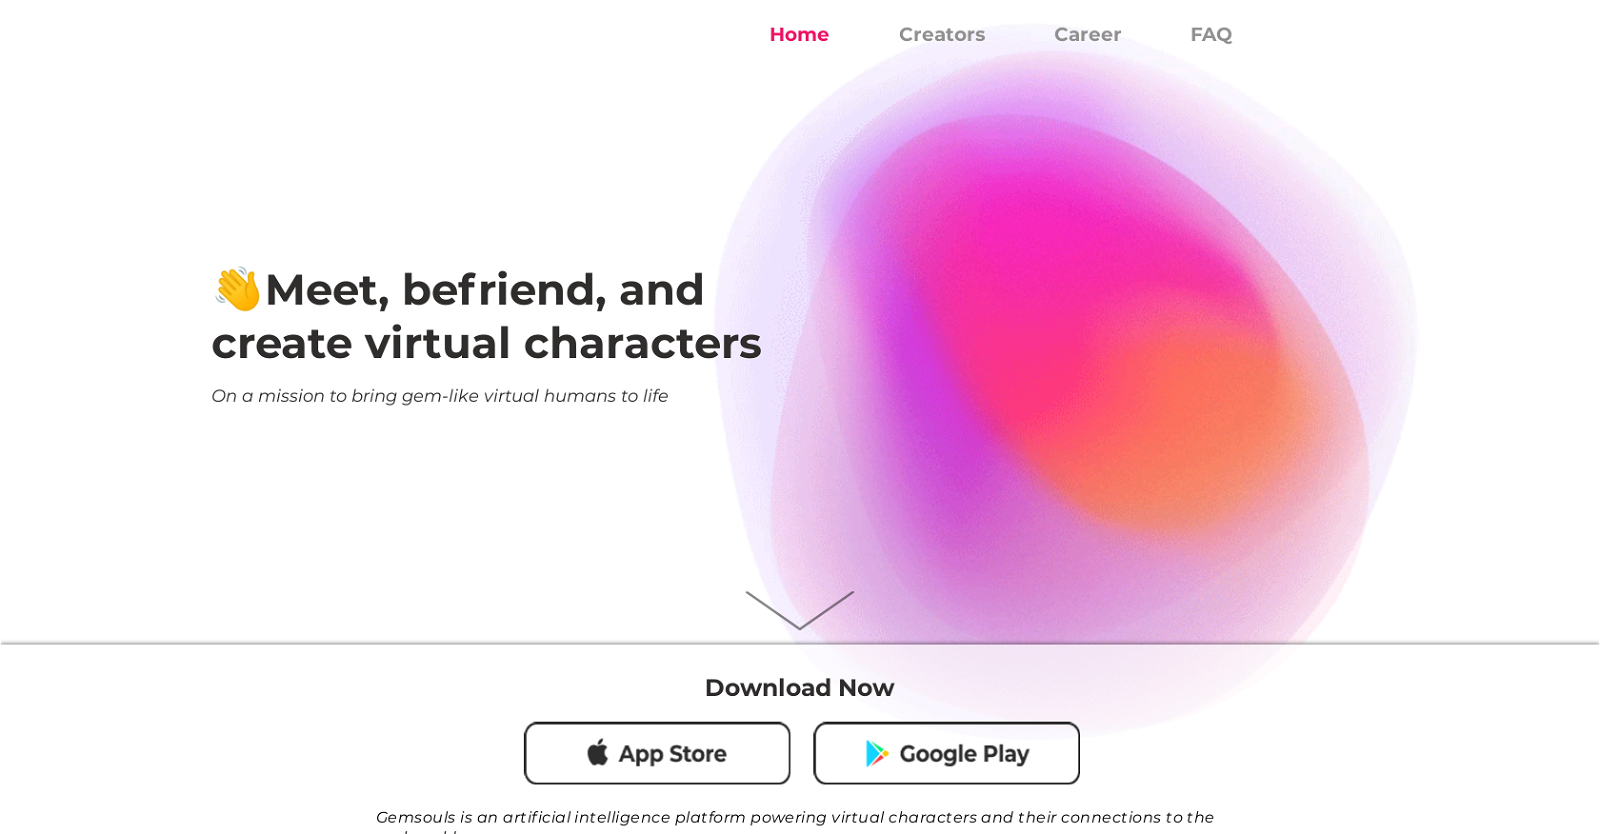 Home Creators Career FAQ
👋Meet, befriend, and
create virtual characters
On a mission to bring gem-like virtual humans to life
Download Now
App Store Google Play
Gemsouls is an artificial intelligence platform powering virtual characters and their connections to the